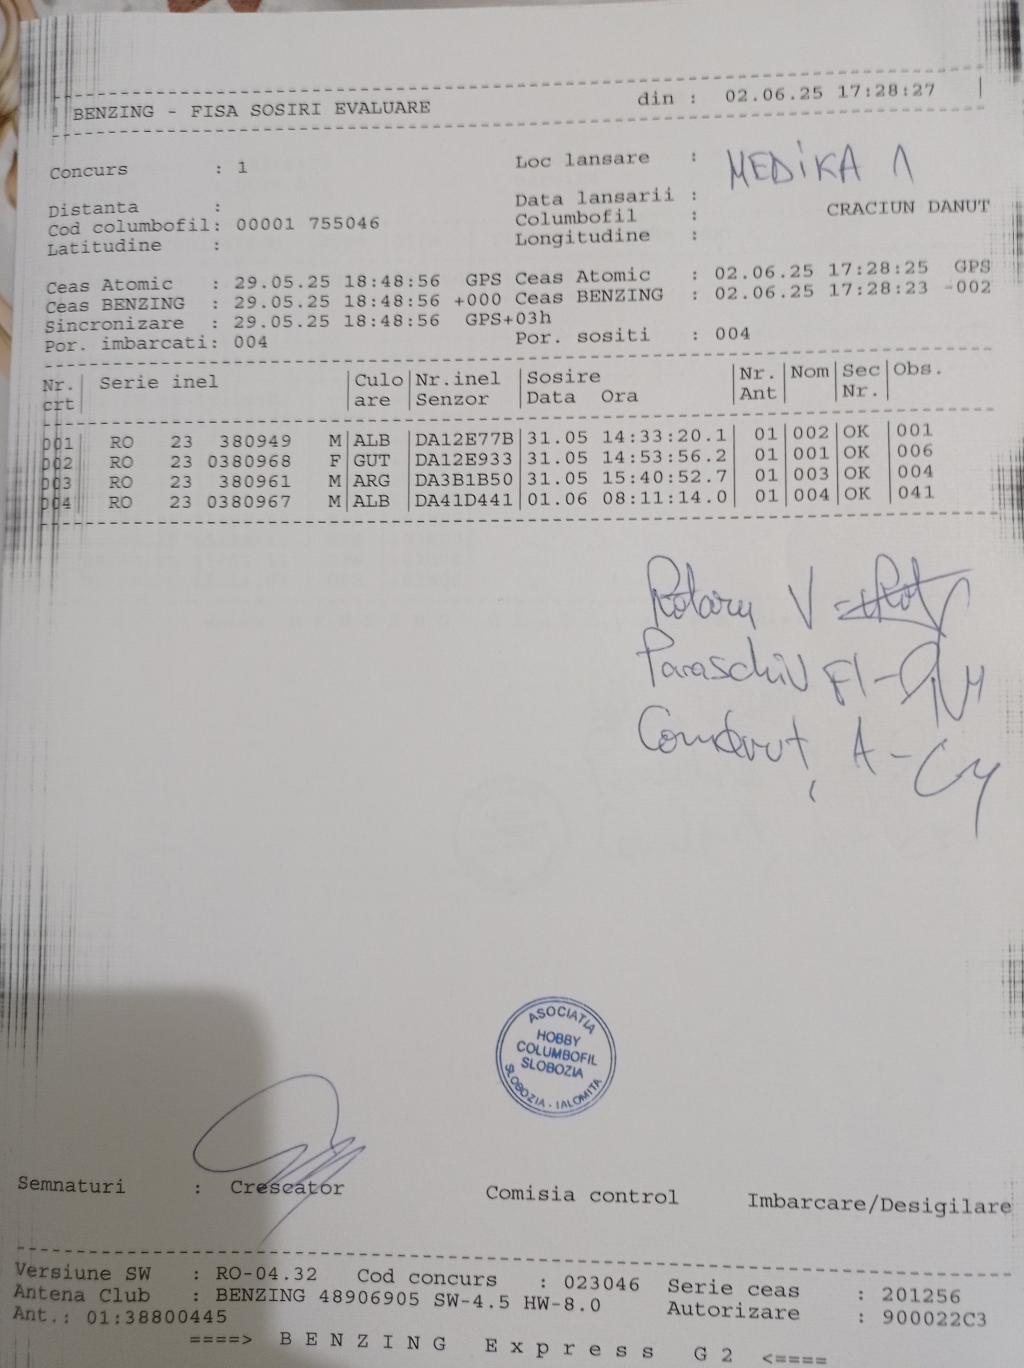 BENZING - FISA SOSIRI EVALUARE din : 02.06.25 17:28:27
Concurs : 1 Loc lansare : MEDIKA 1
Distanta : Data lansarii :
Cod columbofil: 00001 755046 Columbofil : CRACIUN DANUT
Latitudine : Longitudine :
Ceas Atomic : 29.05.25 18:48:56 GPS Ceas Atomic : 02.06.25 17:28:25 GPS
Ceas BENZING : 29.05.25 18:48:56 +000 Ceas BENZING : 02.06.25 17:28:23 -002
Sincronizare : 29.05.25 18:48:56 GPS+03h
Por. imbarcati: 004 Por. sositi : 004
Nr. Serie inel Culo Nr.inel Sosire Nr. Nom Sec Obs.
crt are Senzor Data Ora Ant Nr.
001 RO 23 380949 M ALB DA12E77B 31.05 14:33:20.1 01 002 OK 001
002 RO 23 0380968 F GUT DA12E933 31.05 14:53:56.2 01 001 OK 006
003 RO 23 380961 M ARG DA3B1B50 31.05 15:40:52.7 01 003 OK 004
004 RO 23 0380967 M ALB DA41D441 01.06 08:11:14.0 01 004 OK 041
Rotaru V
Paraschiv Fl -
A -
ASOCIATIA
HOBBY
COLUMBOFIL
SLOBOZIA
SLOBOZIA - IALOMITA
Semnaturi : Crescator Comisia control Imbarcare/Desigilare
Versiune SW : RO-04.32 Cod concurs : 023046 Serie ceas : 201256
Antena Club : BENZING 48906905 SW-4.5 HW-8.0 Autorizare : 900022C3
Ant.: 01:38800445
====> BENZING Express G2 <====